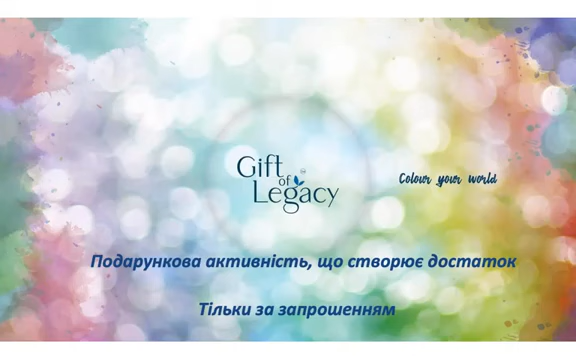 Gift
of
Legacy
Colour your world
Подарункова активність, що створює достаток
Тільки за запрошенням